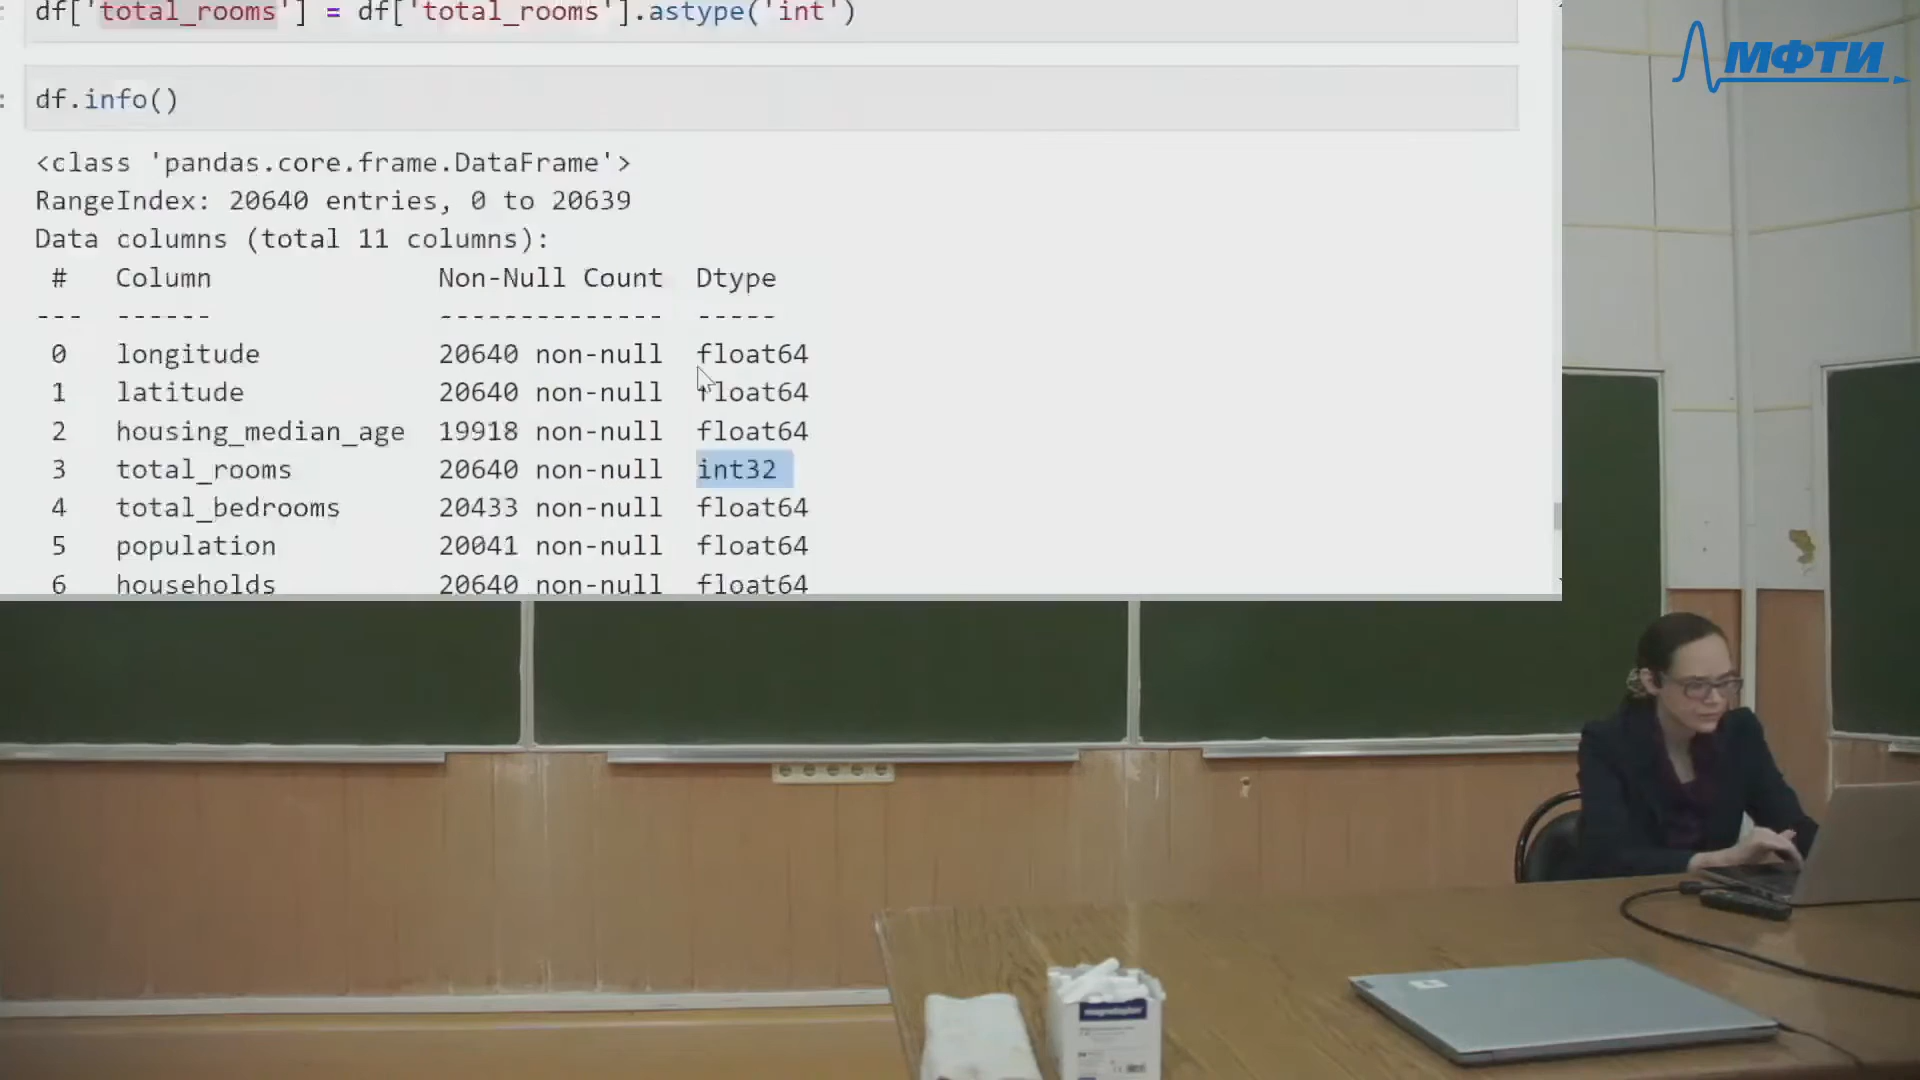 df['total_rooms'] = df['total_rooms'].astype('int')
МФТИ
: df.info()
<class 'pandas.core.frame.DataFrame'>
RangeIndex: 20640 entries, 0 to 20639
Data columns (total 11 columns):
# Column Non-Null Count Dtype
--- ------ -------------- -----
0 longitude 20640 non-null float64
1 latitude 20640 non-null float64
2 housing_median_age 19918 non-null float64
3 total_rooms 20640 non-null int32
4 total_bedrooms 20433 non-null float64
5 population 20041 non-null float64
6 households 20640 non-null float64